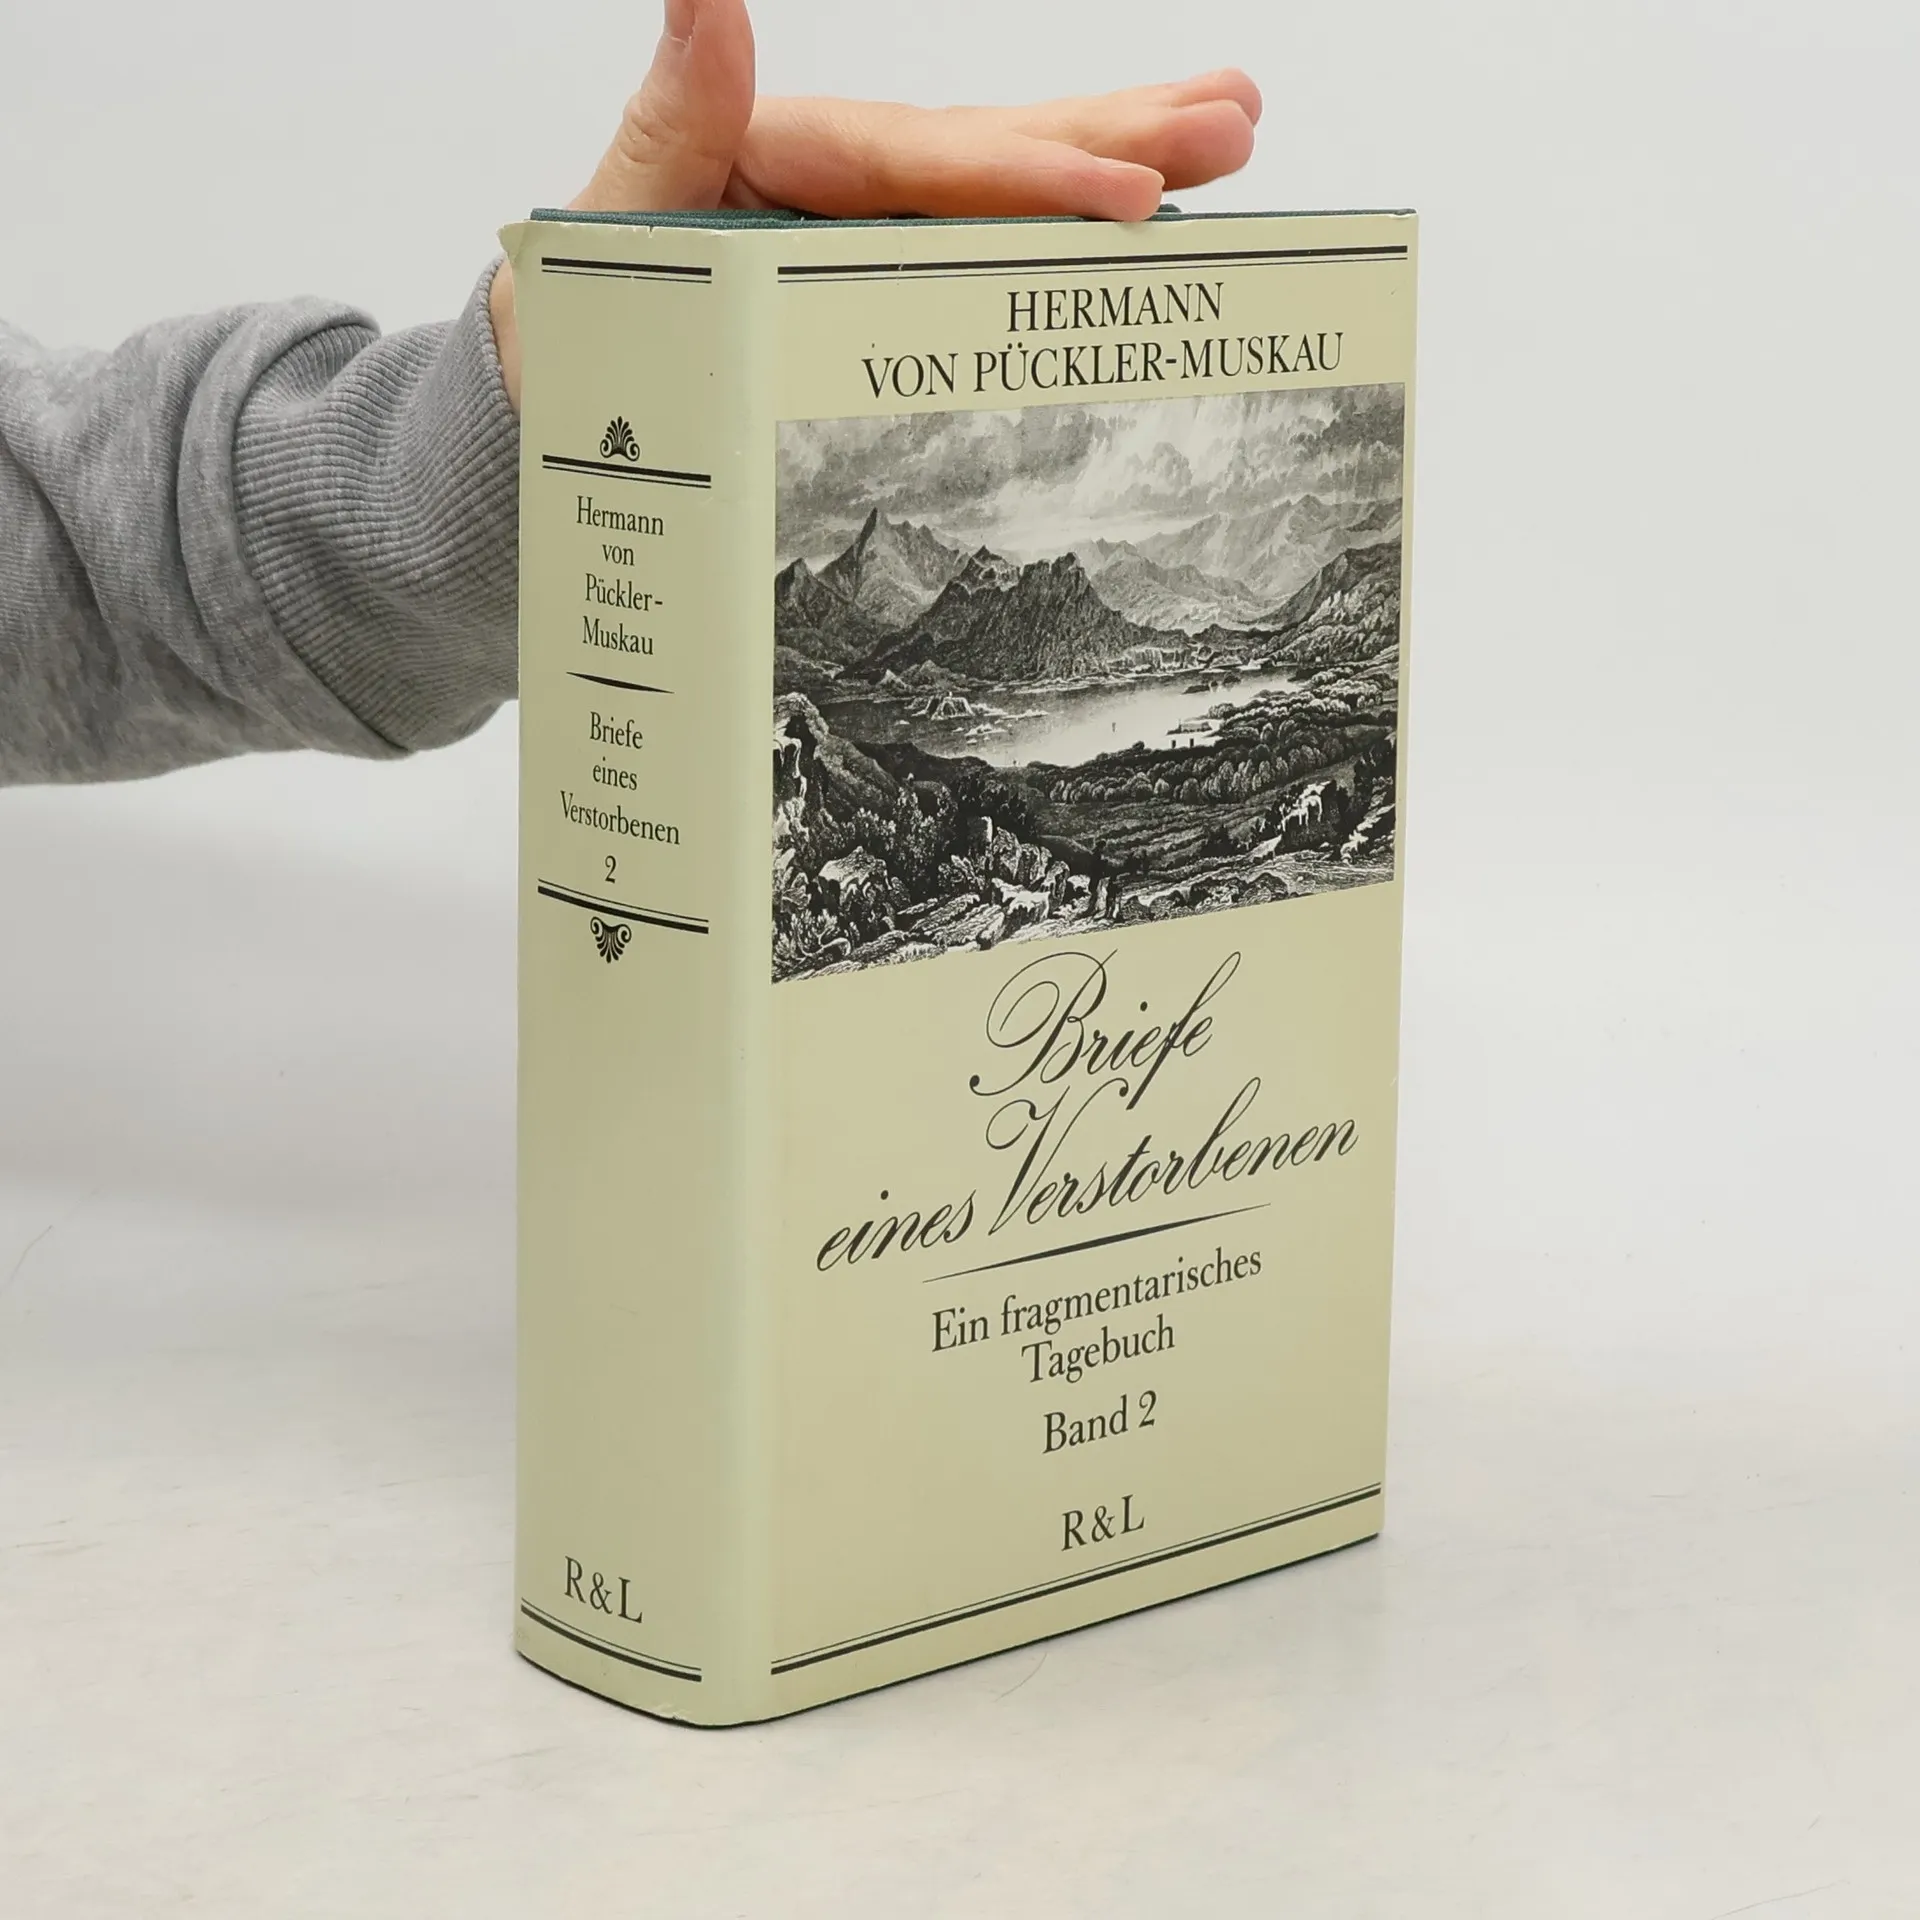 Hermann
von
Pückler-
Muskau
Briefe
eines
Verstorbenen
2
R&L
HERMANN
VON PÜCKLER-MUSKAU
Briefe
eines Verstorbenen
Ein fragmentarisches
Tagebuch
Band 2
R&L